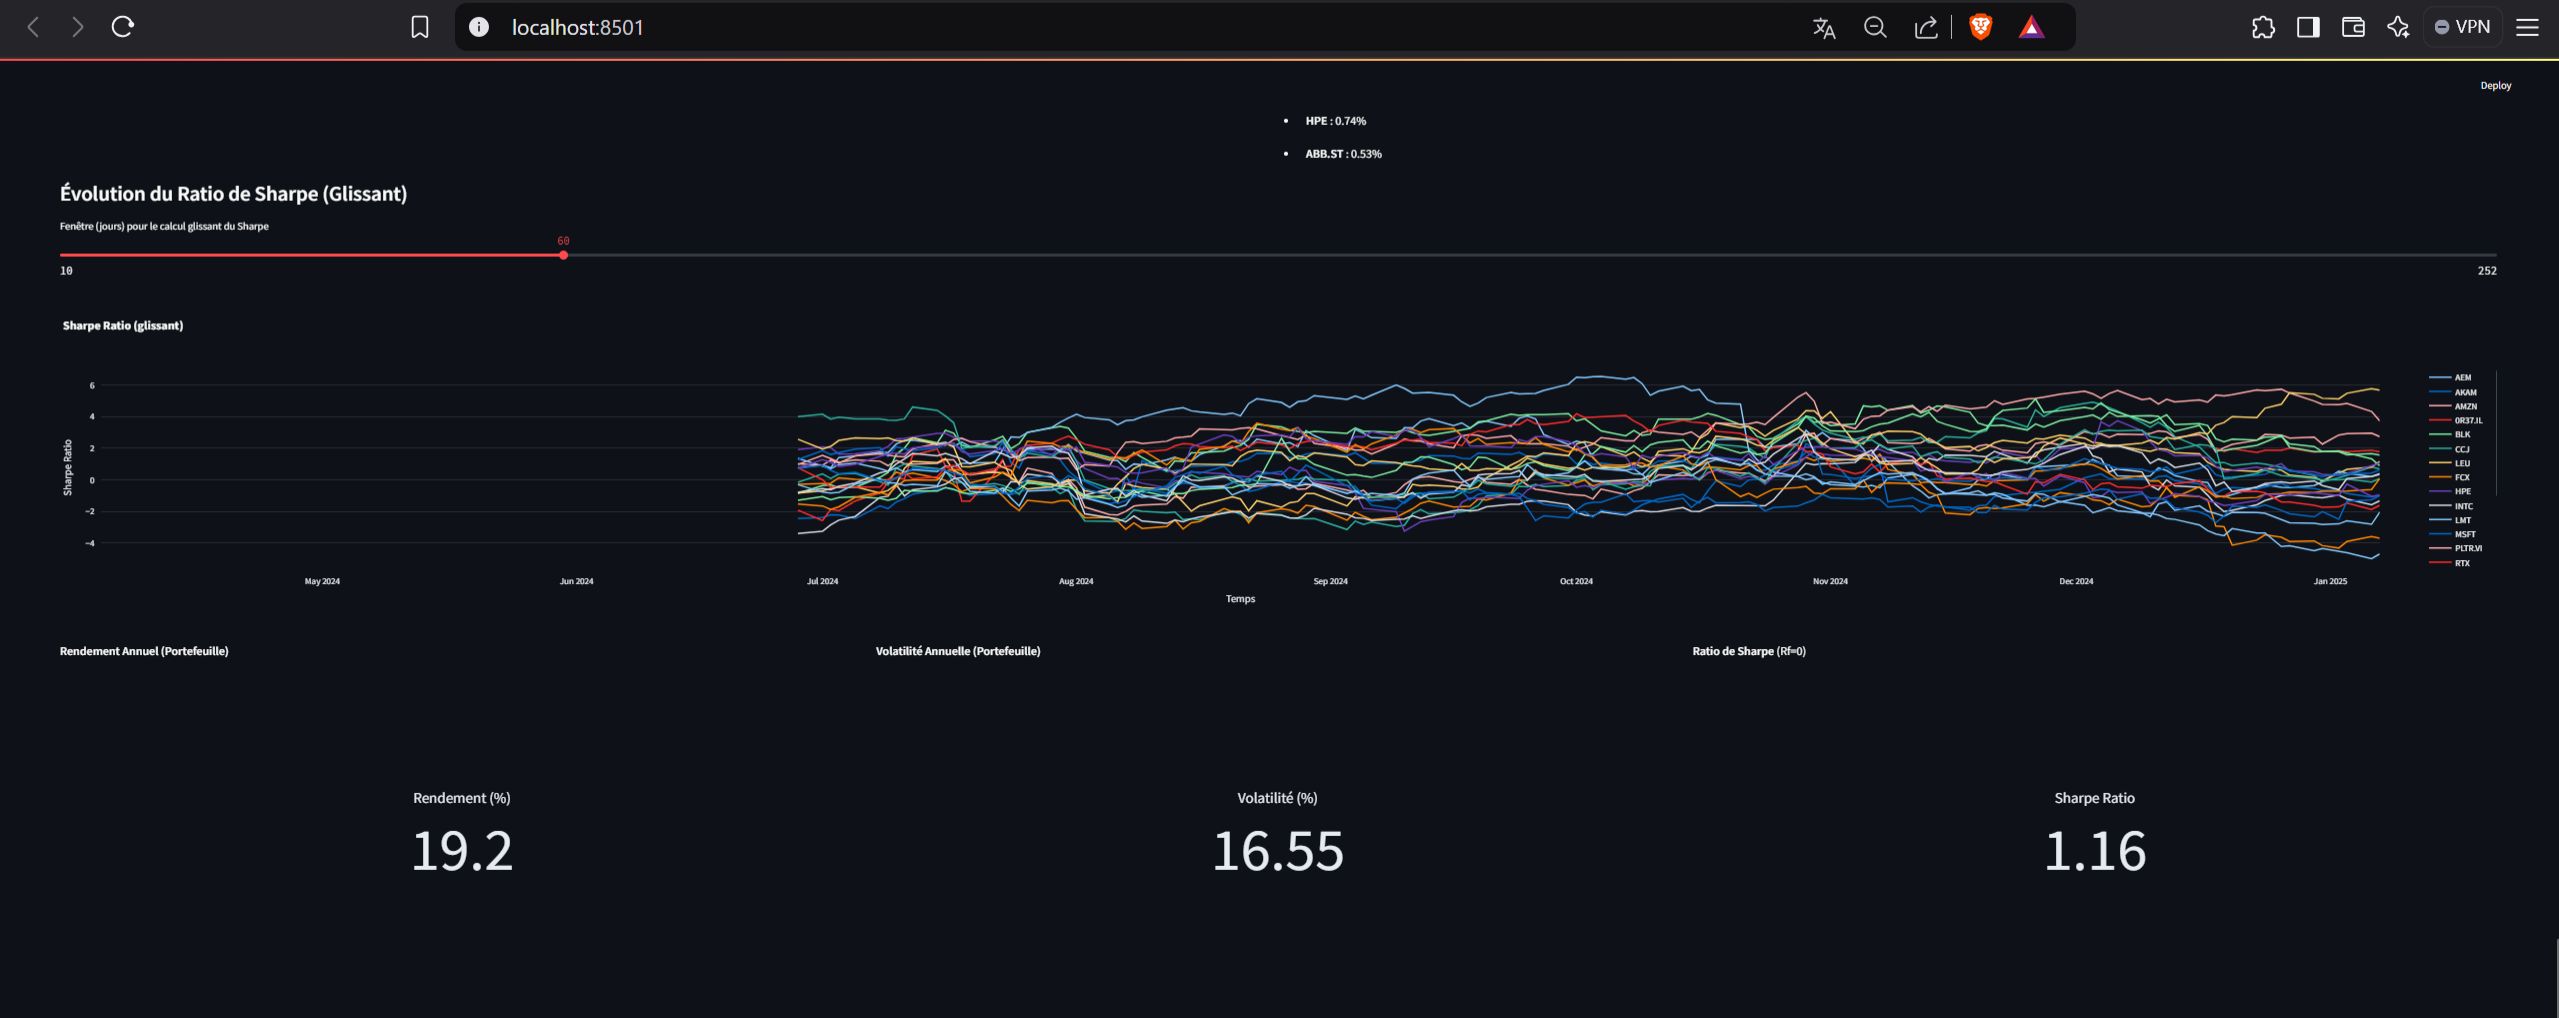 localhost:8501
VPN
Deploy
• HPE : 0.74%
• ABB.ST : 0.53%
Évolution du Ratio de Sharpe (Glissant)
Fenêtre (jours) pour le calcul glissant du Sharpe
60
10
252
Sharpe Ratio (glissant)
6
4
2
0
−2
−4
Sharpe Ratio
May 2024
Jun 2024
Jul 2024
Aug 2024
Sep 2024
Oct 2024
Nov 2024
Dec 2024
Jan 2025
Temps
AEM
AKAM
AMZN
0R37.IL
BLK
CCJ
LEU
FCX
HPE
INTC
LMT
MSFT
PLTR.VI
RTX
Rendement Annuel (Portefeuille)
Volatilité Annuelle (Portefeuille)
Ratio de Sharpe (Rf=0)
Rendement (%)
Volatilité (%)
Sharpe Ratio
19.2
16.55
1.16